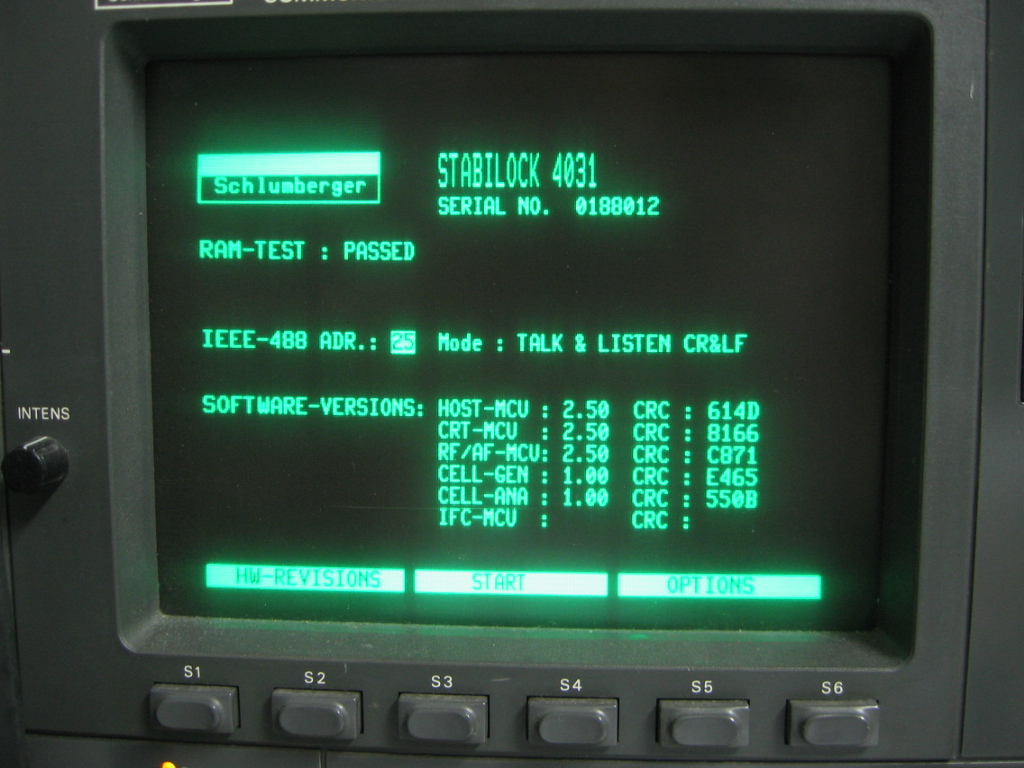 Schlumberger
STABILOCK 4031
SERIAL NO. 0188012
RAM-TEST : PASSED
IEEE-488 ADR.: 25 Mode : TALK & LISTEN CR&LF
SOFTWARE-VERSIONS: HOST-MCU : 2.50 CRC : 614D
CRT-MCU : 2.50 CRC : 8166
RF/AF-MCU: 2.50 CRC : C871
CELL-GEN : 1.00 CRC : E465
CELL-ANA : 1.00 CRC : 550B
IFC-MCU : CRC :
HW-REVISIONS START OPTIONS
INTENS
S1 S2 S3 S4 S5 S6